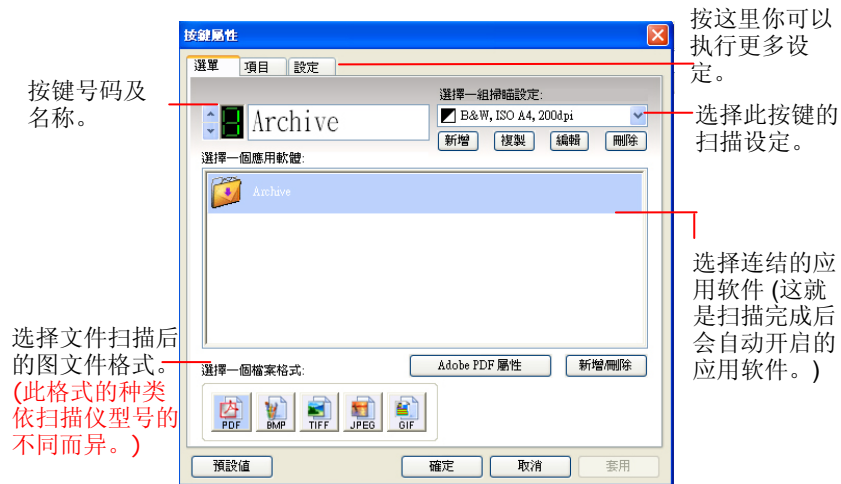 按鍵屬性
選單 項目 設定
按这里你可以
执行更多设
定。
按键号码及
名称。
選擇一組掃瞄設定:
Archive
B&W, ISO A4, 200dpi
选择此按键的
扫描设定。
新增 複製 編輯 刪除
選擇一個應用軟體:
Archive
选择连结的应
用软件 (这就
是扫描完成后
会自动开启的
应用软件。)
选择文件扫描后
的图文件格式。
(此格式的种类
依扫描仪型号的
不同而异。)
選擇一個檔案格式:
Adobe PDF 屬性 新增/刪除
PDF BMP TIFF JPEG GIF
預設値 確定 取消 套用